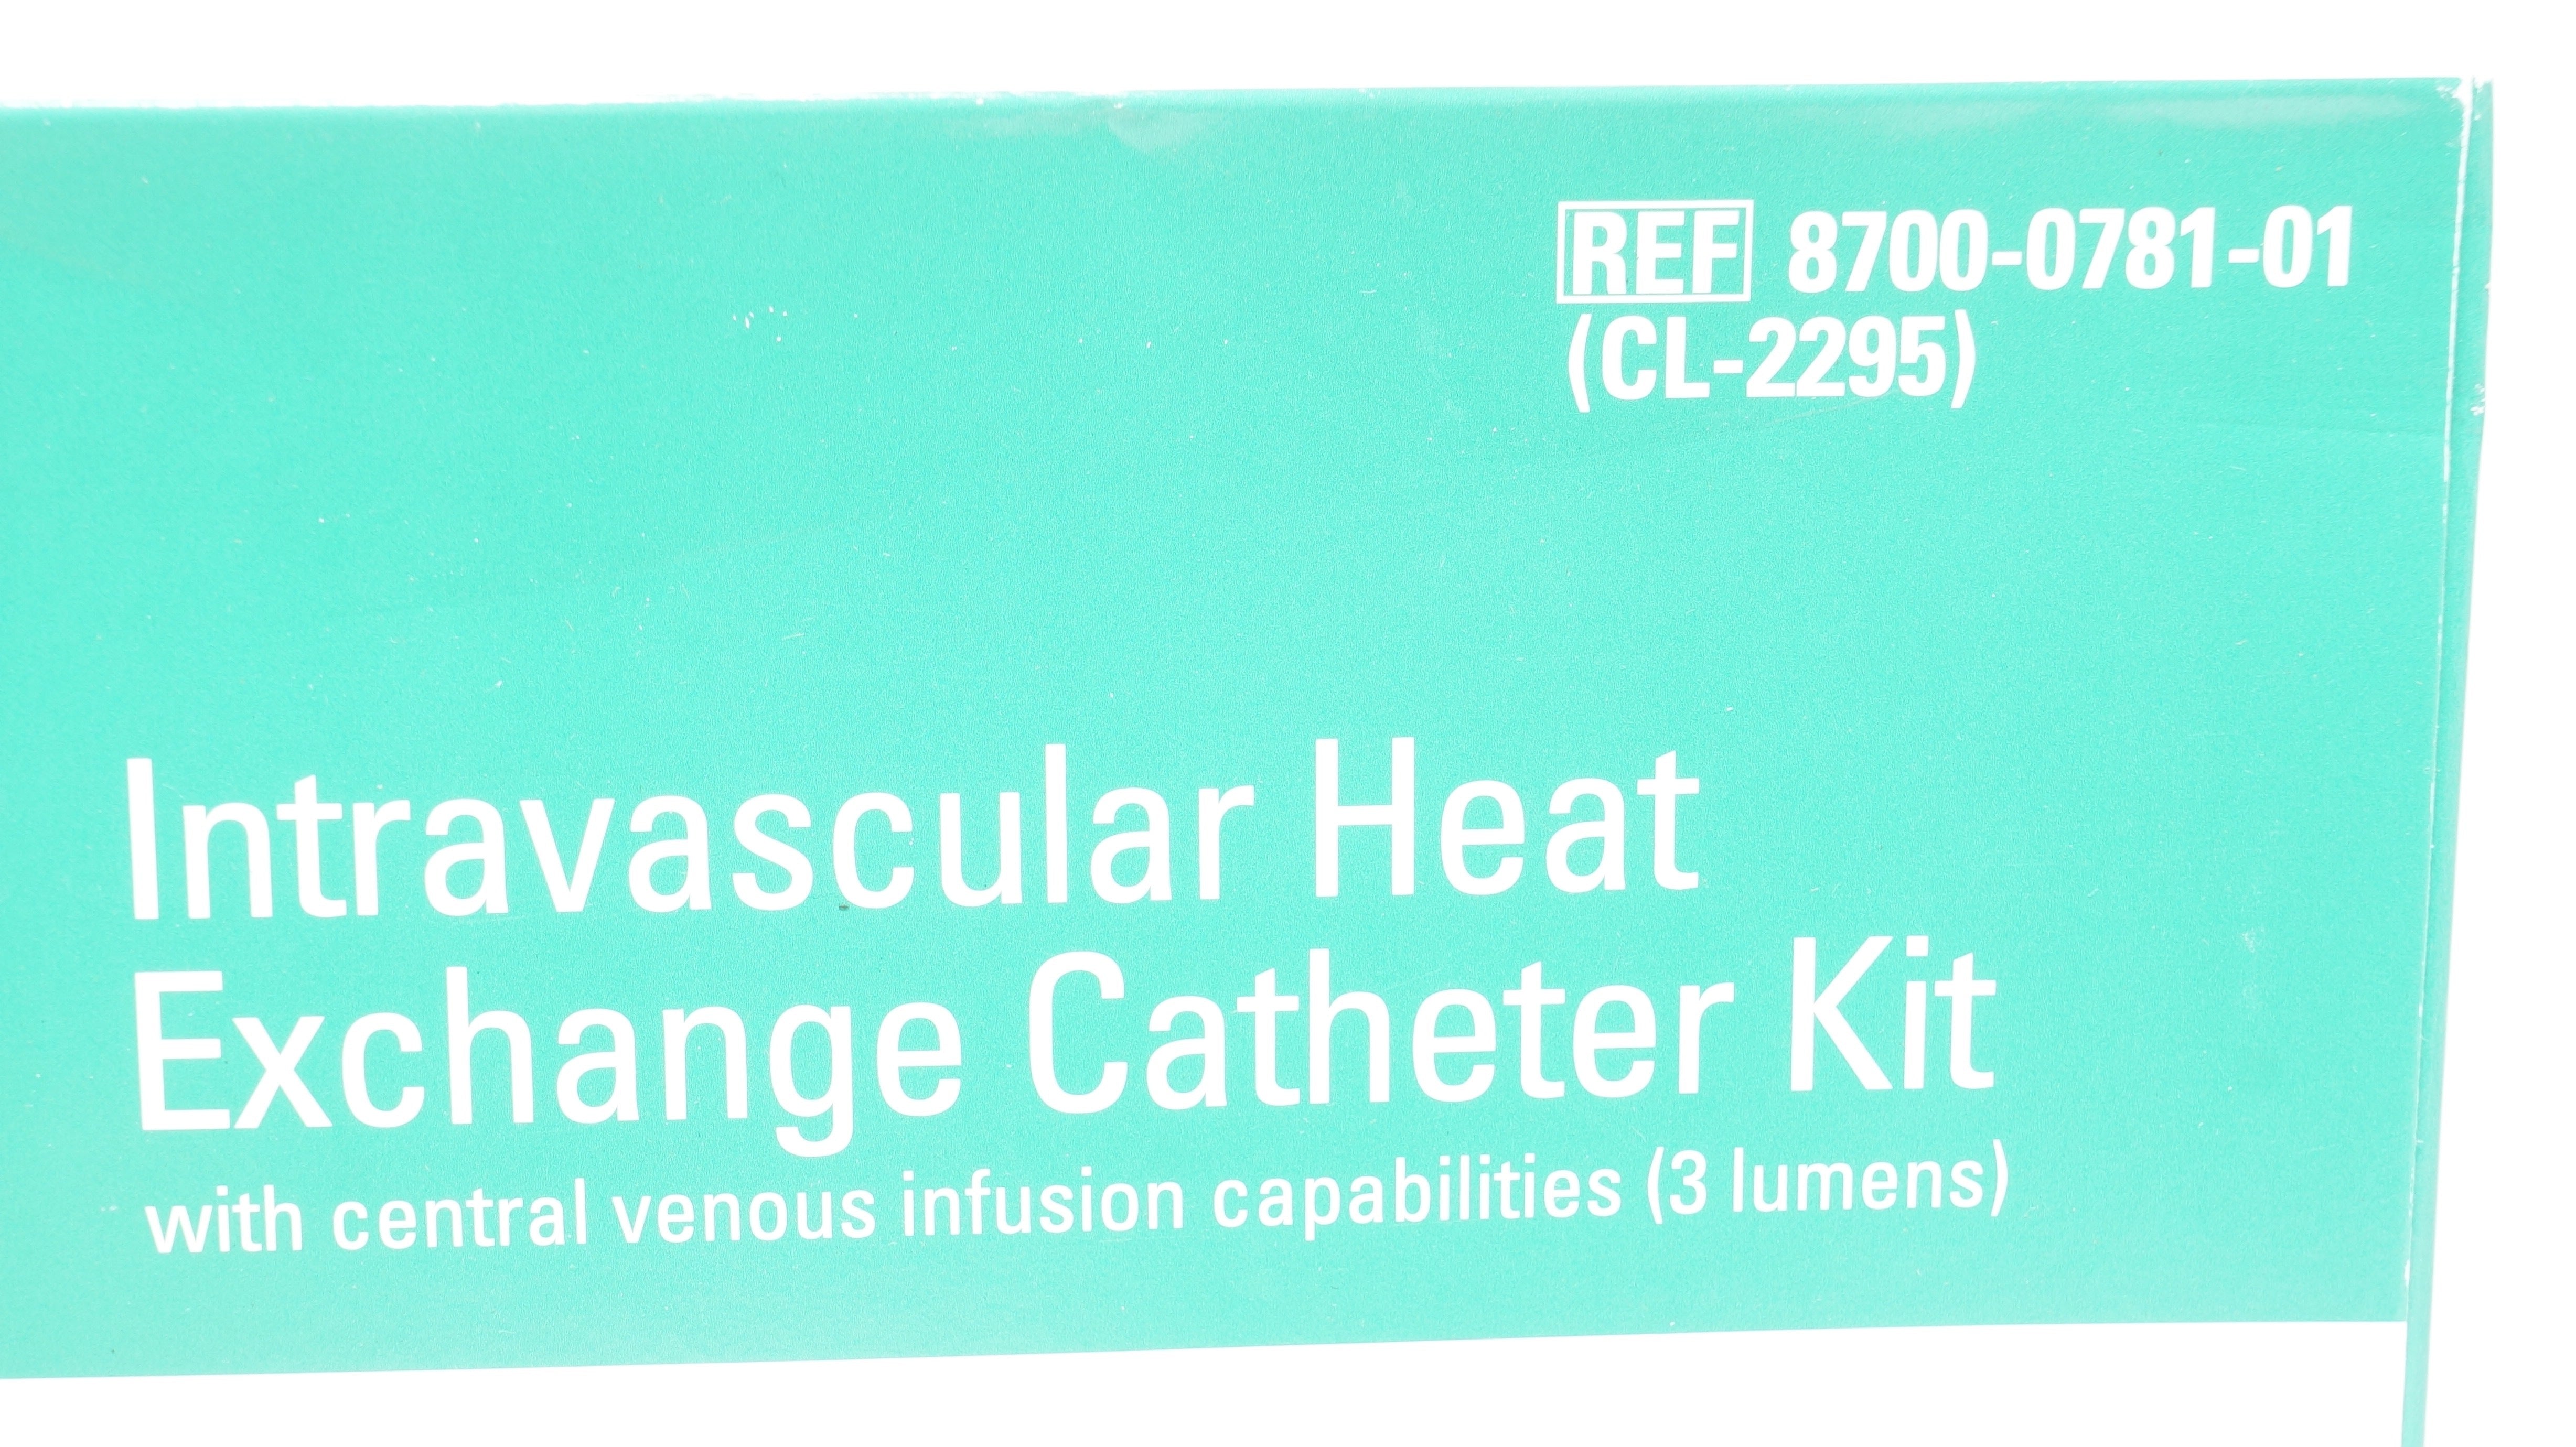 REF 8700-0781-01
(CL-2295)
Intravascular Heat
Exchange Catheter Kit
with central venous infusion capabilities (3 lumens)